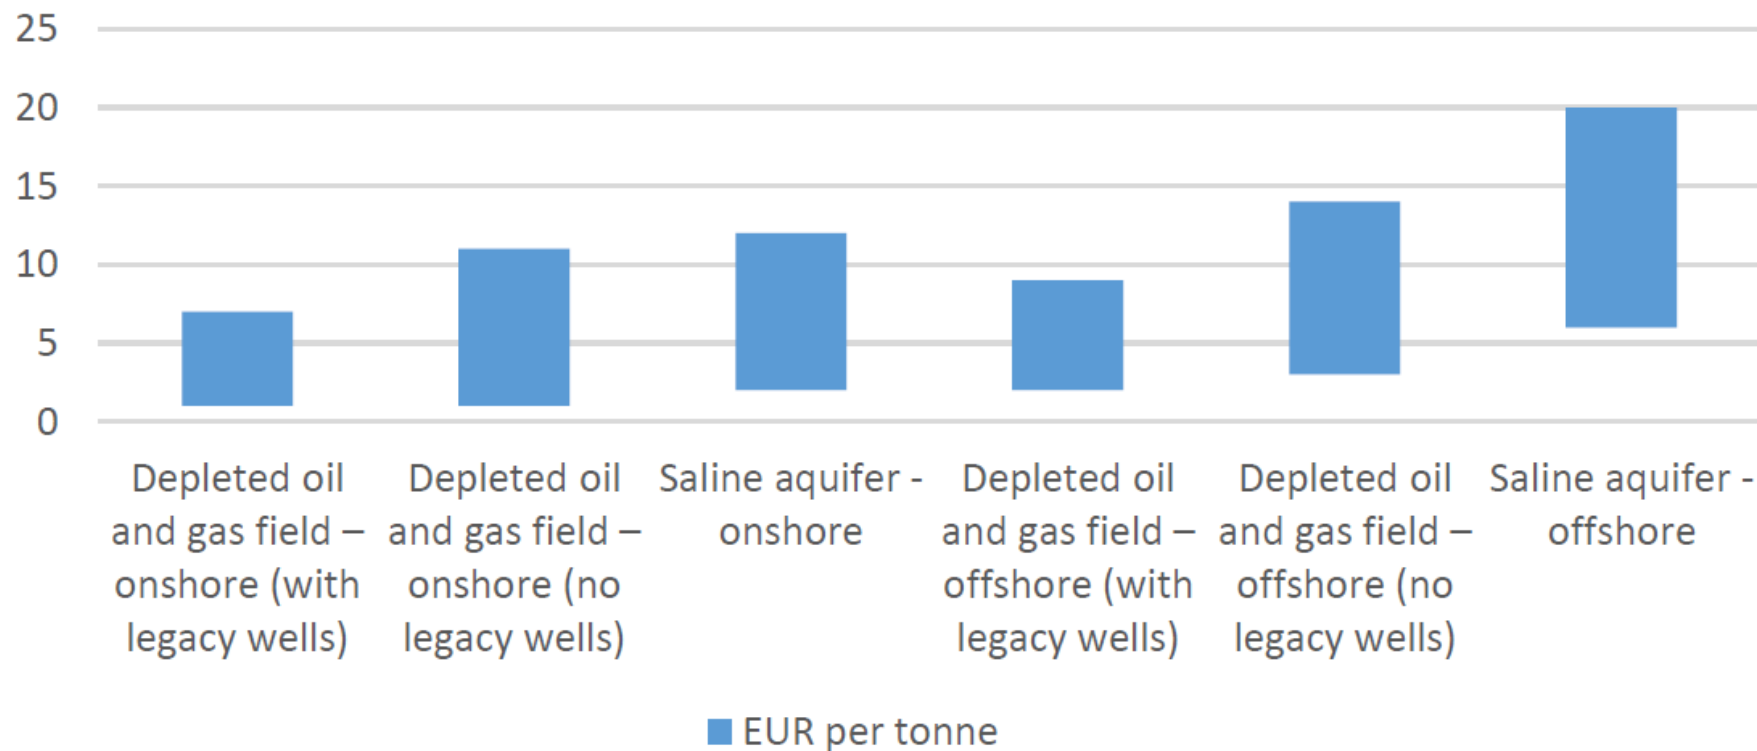 25
20
15
10
5
0
Depleted oil
and gas field –
onshore (with
legacy wells)
Depleted oil
and gas field –
onshore (no
legacy wells)
Saline aquifer -
onshore
Depleted oil
and gas field –
offshore (with
legacy wells)
Depleted oil
and gas field –
offshore (no
legacy wells)
Saline aquifer -
offshore
EUR per tonne